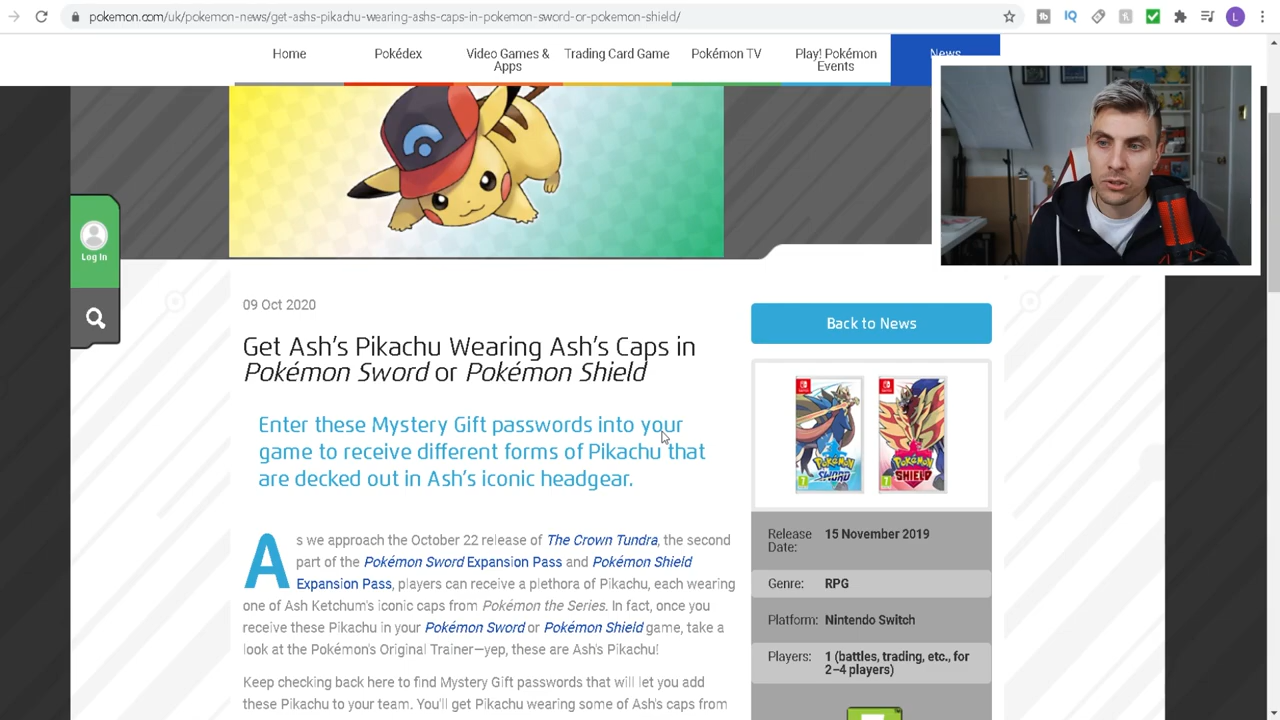 pokemon.com/uk/pokemon-news/get-ashs-pikachu-wearing-ashs-caps-in-pokemon-sword-or-pokemon-shield/
Home
Pokédex
Video Games &
Apps
Trading Card Game
Pokémon TV
Play! Pokémon
Events
News
Log In
09 Oct 2020
Get Ash's Pikachu Wearing Ash's Caps in
Pokémon Sword or Pokémon Shield
Enter these Mystery Gift passwords into your
game to receive different forms of Pikachu that
are decked out in Ash's iconic headgear.
As we approach the October 22 release of The Crown Tundra, the second
part of the Pokémon Sword Expansion Pass and Pokémon Shield
Expansion Pass, players can receive a plethora of Pikachu, each wearing
one of Ash Ketchum's iconic caps from Pokémon the Series. In fact, once you
receive these Pikachu in your Pokémon Sword or Pokémon Shield game, take a
look at the Pokémon's Original Trainer—yep, these are Ash's Pikachu!
Keep checking back here to find Mystery Gift passwords that will let you add
these Pikachu to your team. You'll get Pikachu wearing some of Ash's caps from
Back to News
Pokémon
SWORD
Pokémon
SHIELD
Release
Date:
15 November 2019
Genre: RPG
Platform: Nintendo Switch
Players: 1 (battles, trading, etc., for
2–4 players)